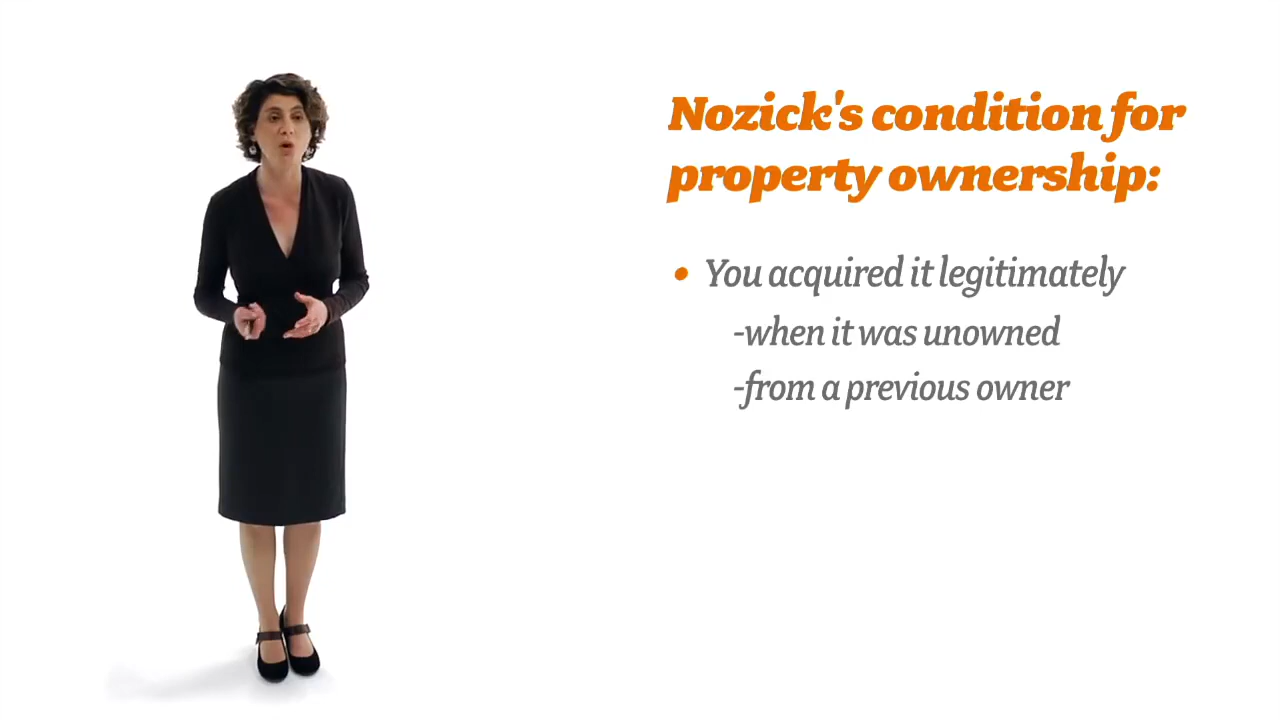 Nozick's condition for
property ownership:
• You acquired it legitimately
-when it was unowned
-from a previous owner